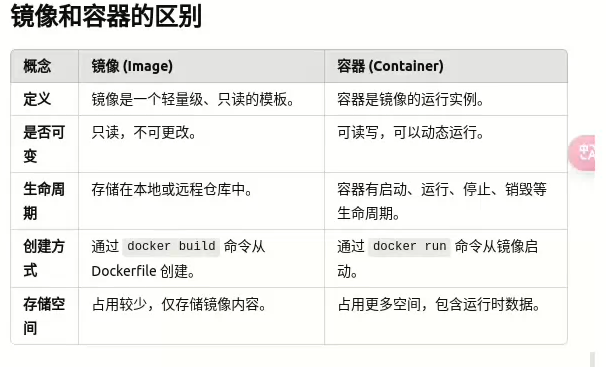 镜像和容器的区别
概念 镜像 (Image) 容器 (Container)
定义 镜像是一个轻量级、只读的模板。 容器是镜像的运行实例。
是否可变 只读，不可更改。 可读写，可以动态运行。
生命周期 存储在本地或远程仓库中。 容器有启动、运行、停止、销毁等生命周期。
创建方式 通过 docker build 命令从 Dockerfile 创建。 通过 docker run 命令从镜像启动。
存储空间 占用较少，仅存储镜像内容。 占用更多空间，包含运行时数据。